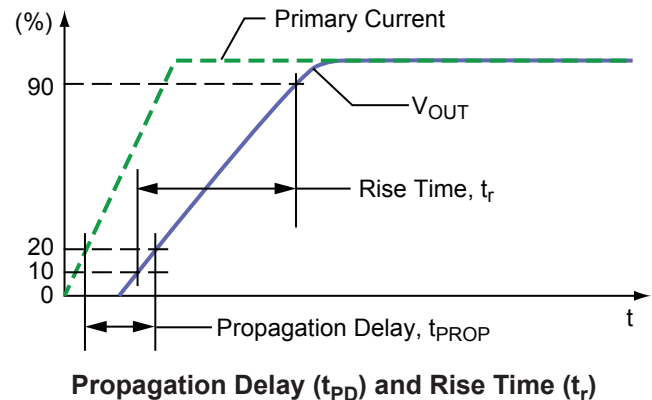 (%)
Primary Current
90
VOUT
Rise Time, tr
20
10
0
t
Propagation Delay, tPROP
Propagation Delay (tPD) and Rise Time (tr)